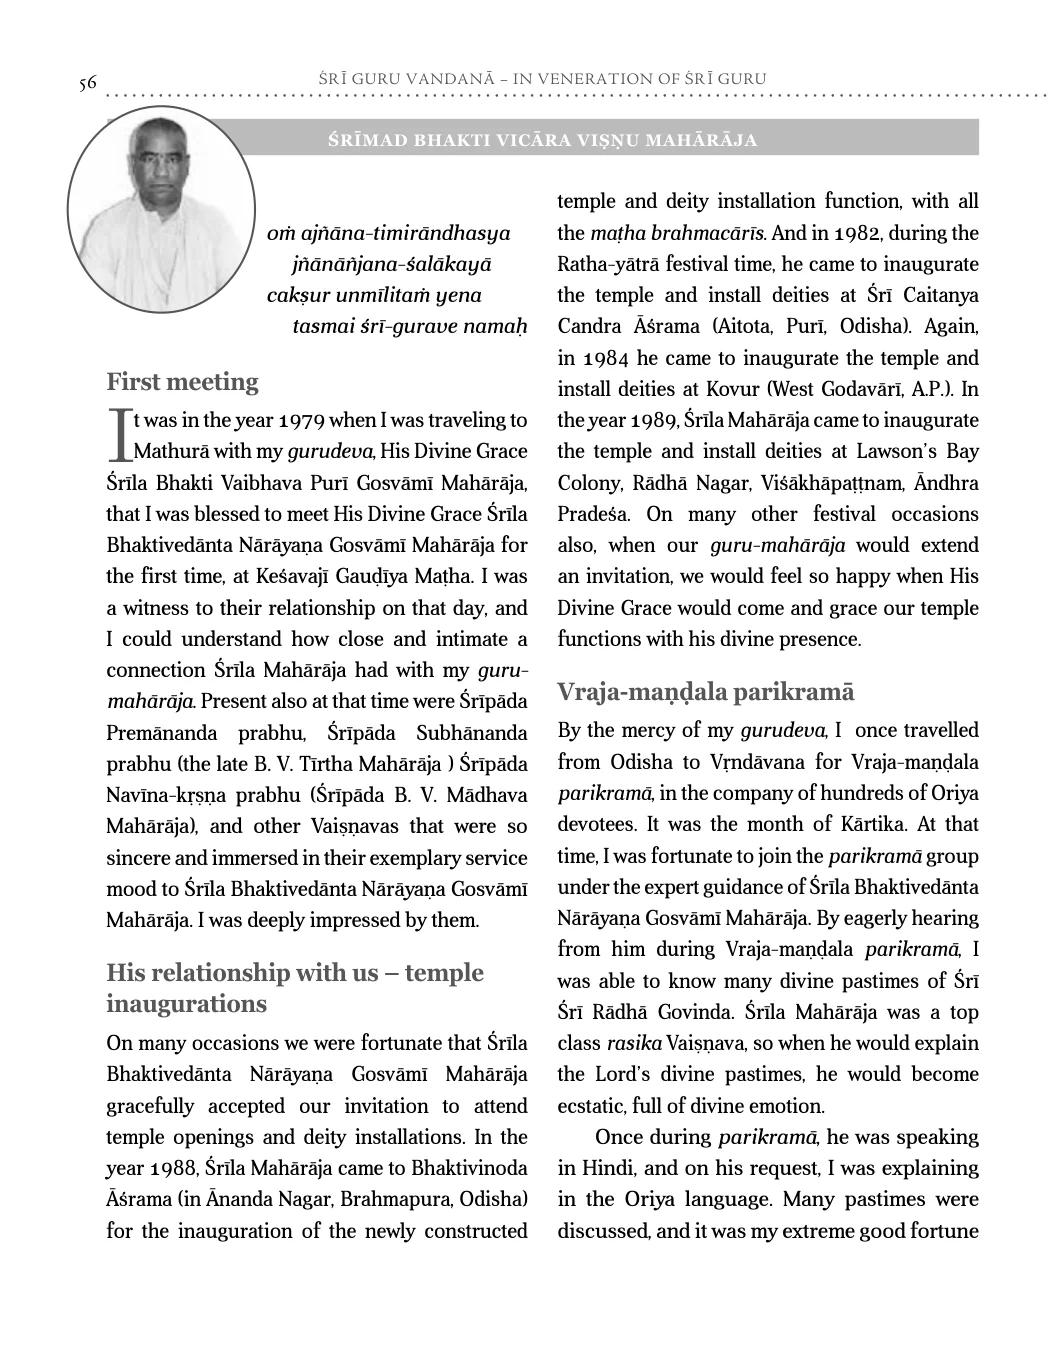 56
ŚRĪ GURU VANDANĀ – IN VENERATION OF ŚRĪ GURU
ŚRĪMAD BHAKTI VICĀRA VIṢṆU MAHĀRĀJA
oṁ ajñāna-timirāndhasya
jñānāñjana-śalākayā
cakṣur unmīlitaṁ yena
tasmai śrī-gurave namaḥ
First meeting
It was in the year 1979 when I was traveling to
Mathurā with my gurudeva, His Divine Grace
Śrīla Bhakti Vaibhava Purī Gosvāmī Mahārāja,
that I was blessed to meet His Divine Grace Śrīla
Bhaktivedānta Nārāyaṇa Gosvāmī Mahārāja for
the first time, at Keśavajī Gauḍīya Maṭha. I was
a witness to their relationship on that day, and
I could understand how close and intimate a
connection Śrīla Mahārāja had with my guru-
mahārāja. Present also at that time were Śrīpāda
Premānanda prabhu, Śrīpāda Subhānanda
prabhu (the late B. V. Tīrtha Mahārāja ) Śrīpāda
Navīna-kṛṣṇa prabhu (Śrīpāda B. V. Mādhava
Mahārāja), and other Vaiṣṇavas that were so
sincere and immersed in their exemplary service
mood to Śrīla Bhaktivedānta Nārāyaṇa Gosvāmī
Mahārāja. I was deeply impressed by them.
His relationship with us – temple
inaugurations
On many occasions we were fortunate that Śrīla
Bhaktivedānta Nārāyaṇa Gosvāmī Mahārāja
gracefully accepted our invitation to attend
temple openings and deity installations. In the
year 1988, Śrīla Mahārāja came to Bhaktivinoda
Āśrama (in Ānanda Nagar, Brahmapura, Odisha)
for the inauguration of the newly constructed
temple and deity installation function, with all
the maṭha brahmacārīs. And in 1982, during the
Ratha-yātrā festival time, he came to inaugurate
the temple and install deities at Śrī Caitanya
Candra Āśrama (Aitota, Purī, Odisha). Again,
in 1984 he came to inaugurate the temple and
install deities at Kovur (West Godavārī, A.P.). In
the year 1989, Śrīla Mahārāja came to inaugurate
the temple and install deities at Lawson’s Bay
Colony, Rādhā Nagar, Viśākhāpaṭṭnam, Āndhra
Pradeśa. On many other festival occasions
also, when our guru-mahārāja would extend
an invitation, we would feel so happy when His
Divine Grace would come and grace our temple
functions with his divine presence.
Vraja-maṇḍala parikramā
By the mercy of my gurudeva, I once travelled
from Odisha to Vṛndāvana for Vraja-maṇḍala
parikramā, in the company of hundreds of Oriya
devotees. It was the month of Kārtika. At that
time, I was fortunate to join the parikramā group
under the expert guidance of Śrīla Bhaktivedānta
Nārāyaṇa Gosvāmī Mahārāja. By eagerly hearing
from him during Vraja-maṇḍala parikramā, I
was able to know many divine pastimes of Śrī
Śrī Rādhā Govinda. Śrīla Mahārāja was a top
class rasika Vaiṣṇava, so when he would explain
the Lord’s divine pastimes, he would become
ecstatic, full of divine emotion.
Once during parikramā, he was speaking
in Hindi, and on his request, I was explaining
in the Oriya language. Many pastimes were
discussed, and it was my extreme good fortune